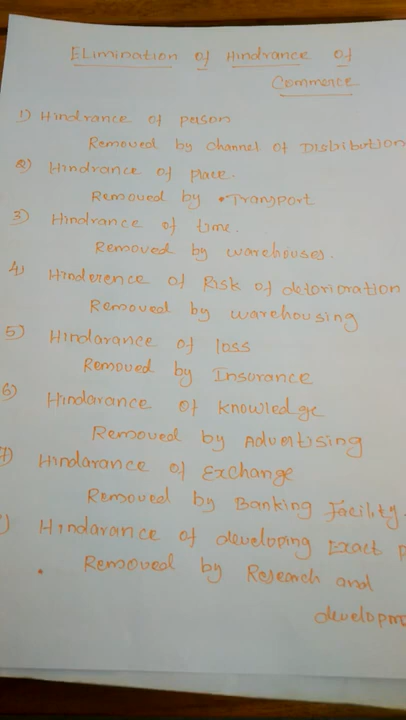 Elimination of Hindrance of
Commerce
1) Hindrance of person
Removed by channel of Distbibution
2) Hindrance of place.
Removed by Transport
3) Hindrance of time.
Removed by warehouses.
4) Hinderence of Risk of detorioration
Removed by warehousing
5) Hindarance of loss
Removed by Insurance
6) Hindarance of knowledge
Removed by Advertising
7) Hindarance of Exchange
Removed by Banking Facility.
) Hindarance of developing Exact p
Removed by Research and
developm